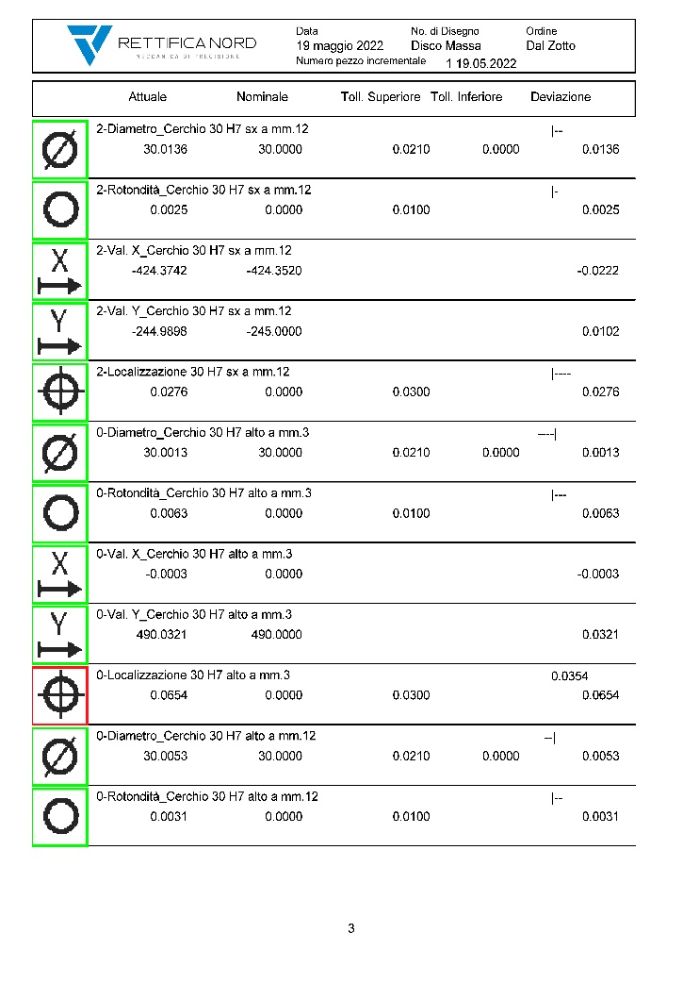 RETTIFICA NORD
MECCANICA DI PRECISIONE
Data No. di Disegno Ordine
19 maggio 2022 Disco Massa Dal Zotto
Numero pezzo incrementale 1 19.05.2022
Attuale Nominale Toll. Superiore Toll. Inferiore Deviazione
2-Diametro_Cerchio 30 H7 sx a mm.12 |--
30.0136 30.0000 0.0210 0.0000 0.0136
2-Rotondità_Cerchio 30 H7 sx a mm.12 |-
0.0025 0.0000 0.0100 0.0025
X
2-Val. X_Cerchio 30 H7 sx a mm.12
-424.3742 -424.3520 -0.0222
Y
2-Val. Y_Cerchio 30 H7 sx a mm.12
-244.9898 -245.0000 0.0102
2-Localizzazione 30 H7 sx a mm.12 |----
0.0276 0.0000 0.0300 0.0276
0-Diametro_Cerchio 30 H7 alto a mm.3 ----|
30.0013 30.0000 0.0210 0.0000 0.0013
0-Rotondità_Cerchio 30 H7 alto a mm.3 |---
0.0063 0.0000 0.0100 0.0063
X
0-Val. X_Cerchio 30 H7 alto a mm.3
-0.0003 0.0000 -0.0003
Y
0-Val. Y_Cerchio 30 H7 alto a mm.3
490.0321 490.0000 0.0321
0-Localizzazione 30 H7 alto a mm.3 0.0354
0.0654 0.0000 0.0300 0.0654
0-Diametro_Cerchio 30 H7 alto a mm.12 --|
30.0053 30.0000 0.0210 0.0000 0.0053
0-Rotondità_Cerchio 30 H7 alto a mm.12 |--
0.0031 0.0000 0.0100 0.0031
3